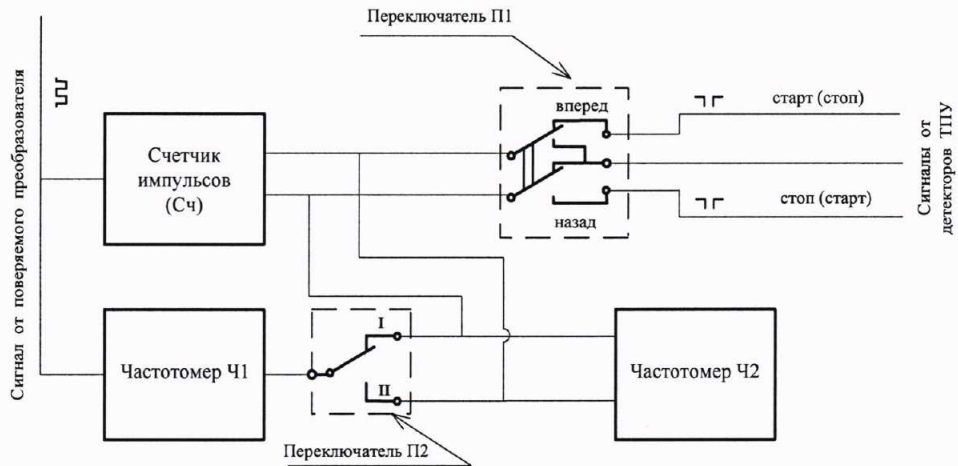 Переключатель П1
Сигнал от поверяемого преобразователя
вперед
старт (стоп)
Счетчик
импульсов
(Сч)
Сигналы от
детекторов ТПУ
назад
стоп (старт)
I
Частотомер Ч1
Частотомер Ч2
II
Переключатель П2